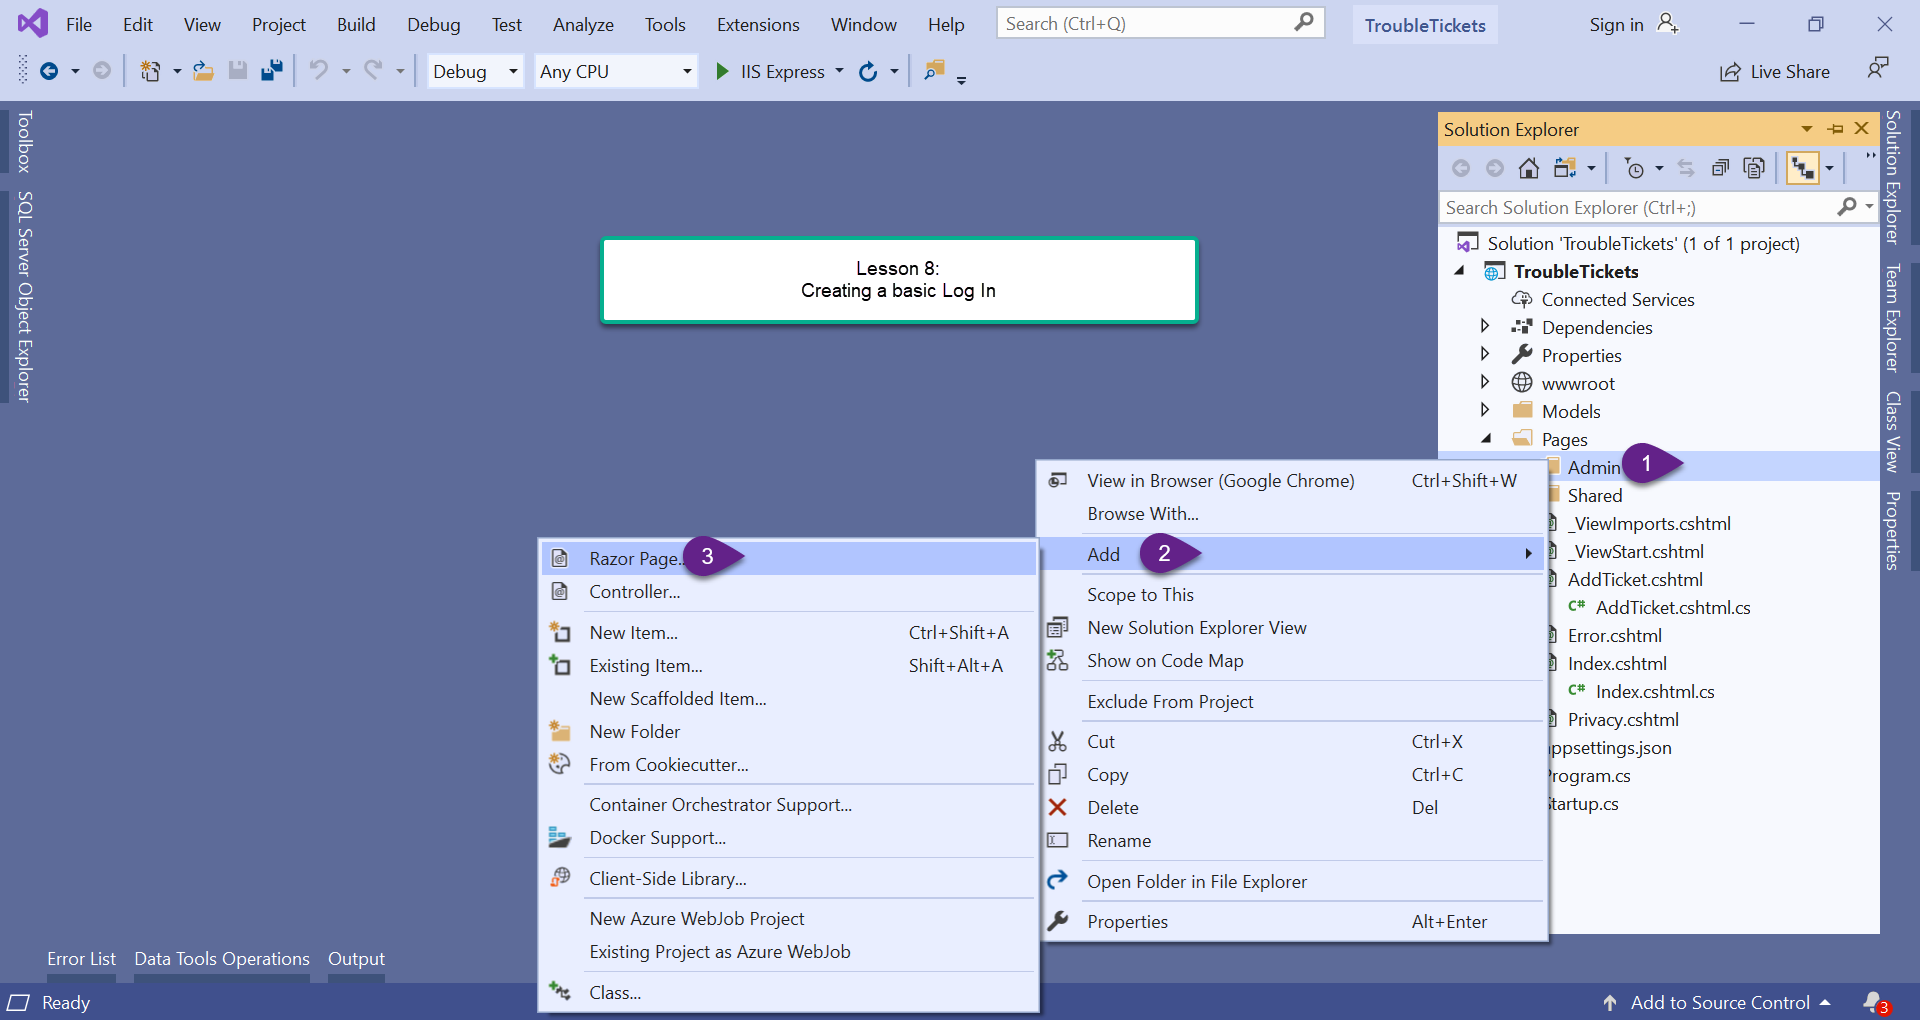 File Edit View Project Build Debug Test Analyze Tools Extensions Window Help Search (Ctrl+Q) TroubleTickets Sign in
Debug Any CPU IIS Express Live Share
Toolbox
SQL Server Object Explorer
Lesson 8:
Creating a basic Log In
Solution Explorer
Search Solution Explorer (Ctrl+;)
Solution 'TroubleTickets' (1 of 1 project)
TroubleTickets
Connected Services
Dependencies
Properties
wwwroot
Models
Pages
Admin 1
Shared
_ViewImports.cshtml
_ViewStart.cshtml
AddTicket.cshtml
C# AddTicket.cshtml.cs
Error.cshtml
Index.cshtml
C# Index.cshtml.cs
Privacy.cshtml
ppsettings.json
rogram.cs
tartup.cs
Solution Explorer
Team Explorer
Class View
Properties
View in Browser (Google Chrome) Ctrl+Shift+W
Browse With...
Add 2
Scope to This
New Solution Explorer View
Show on Code Map
Exclude From Project
Cut Ctrl+X
Copy Ctrl+C
Delete Del
Rename
Open Folder in File Explorer
Properties Alt+Enter
Razor Page.. 3
Controller...
New Item... Ctrl+Shift+A
Existing Item... Shift+Alt+A
New Scaffolded Item...
New Folder
From Cookiecutter...
Container Orchestrator Support...
Docker Support...
Client-Side Library...
New Azure WebJob Project
Existing Project as Azure WebJob
Class...
Error List Data Tools Operations Output
Ready Add to Source Control 3